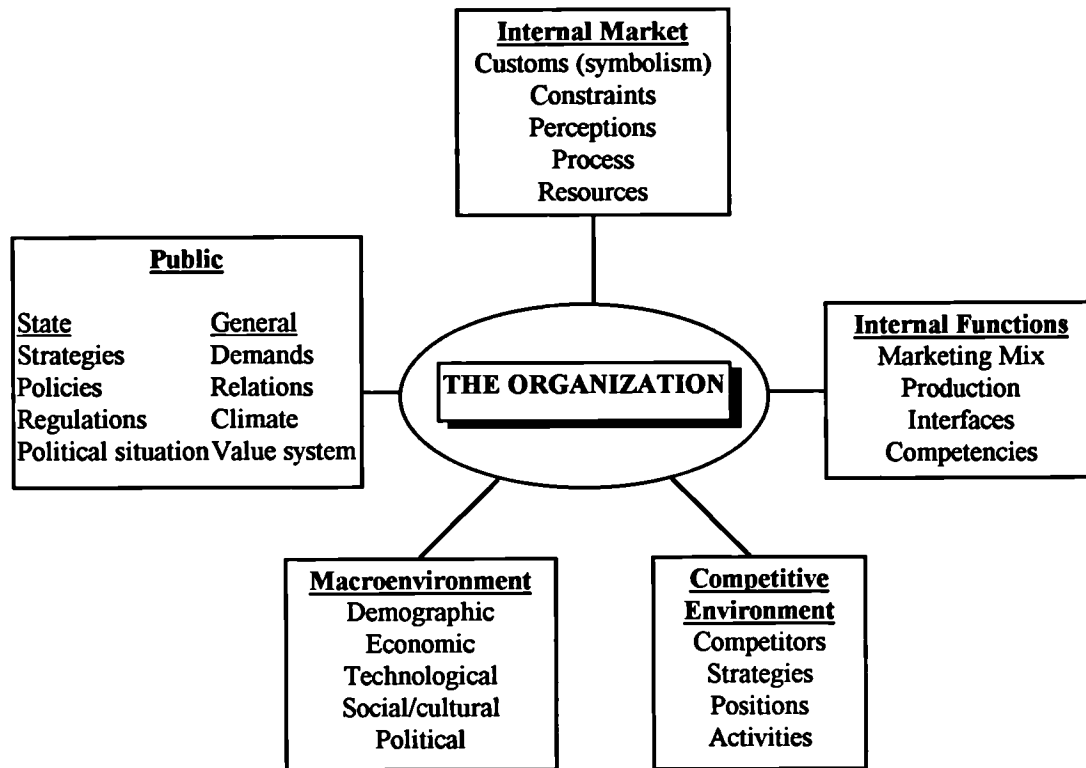 Internal Market
Customs (symbolism)
Constraints
Perceptions
Process
Resources
Public
State General
Strategies Demands
Policies Relations
Regulations Climate
Political situation Value system
THE ORGANIZATION
Internal Functions
Marketing Mix
Production
Interfaces
Competencies
Macroenvironment
Demographic
Economic
Technological
Social/cultural
Political
Competitive
Environment
Competitors
Strategies
Positions
Activities